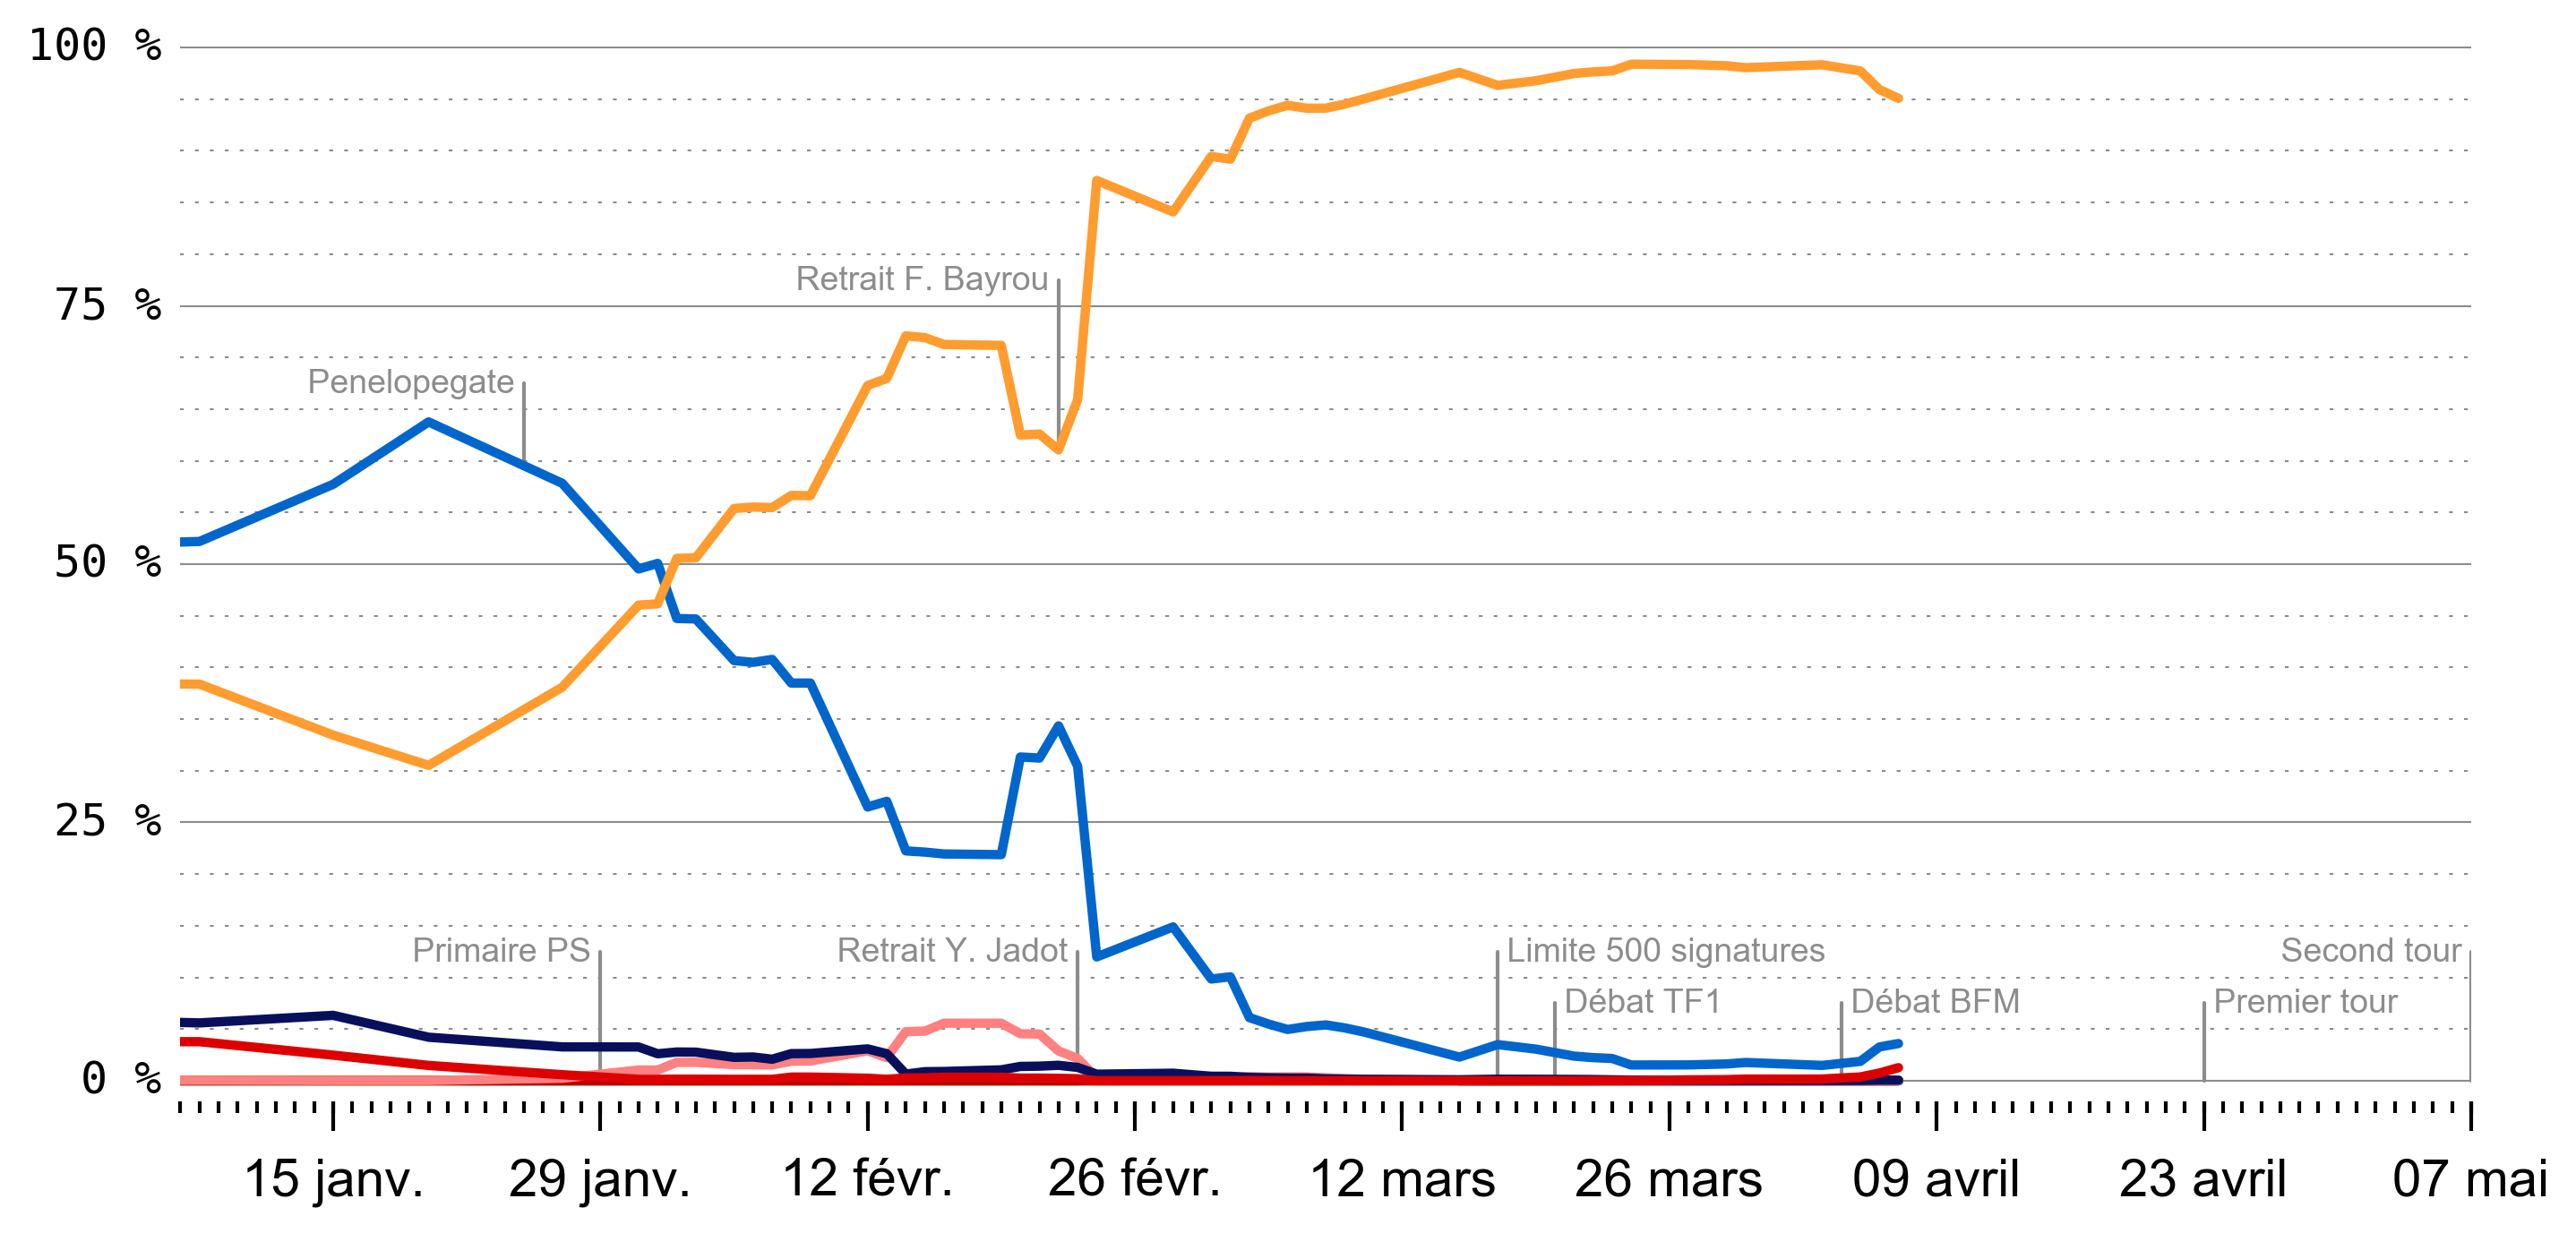 100 %
Retrait F. Bayrou
75 %
Penelopegate
50 %
25 %
Primaire PS
Retrait Y. Jadot
Limite 500 signatures
Second tour
Débat TF1
Débat BFM
Premier tour
0 %
15 janv.
29 janv.
12 févr.
26 févr.
12 mars
26 mars
09 avril
23 avril
07 mai